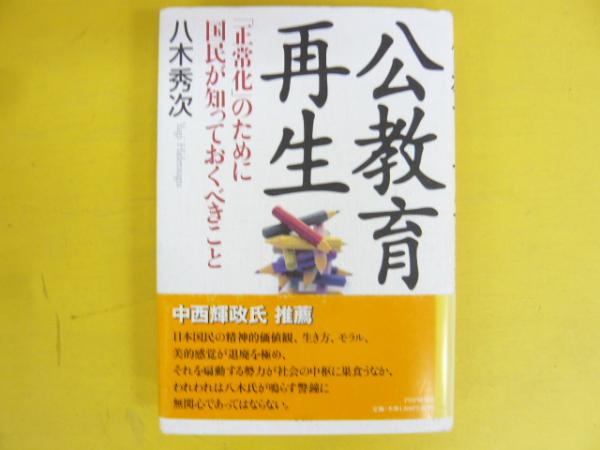 公教育
再生
「正常化」のために
国民が知っておくべきこと
八木秀次
Yagi Hidetsugu
中西輝政氏 推薦
日本国民の精神的価値観、生き方、モラル、
美的感覚が退廃を極め、
それを扇動する勢力が社会の中枢に巣食うなか、
われわれは八木氏が鳴らす警鐘に
無関心であってはならない。